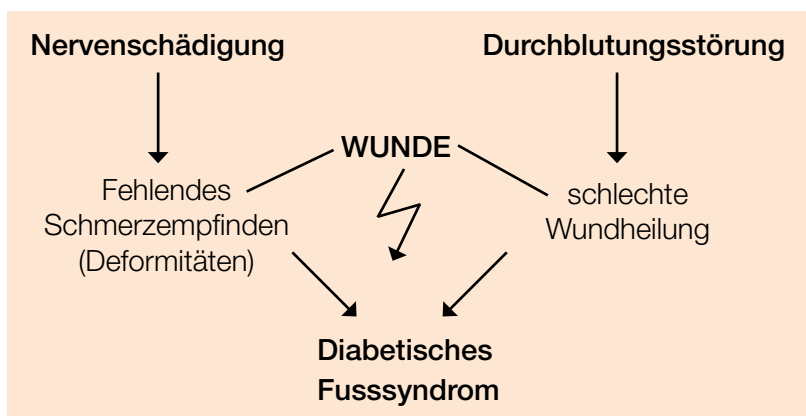 Nervenschädigung
Durchblutungsstörung
WUNDE
Fehlendes
Schmerzempfinden
(Deformitäten)
schlechte
Wundheilung
Diabetisches
Fusssyndrom